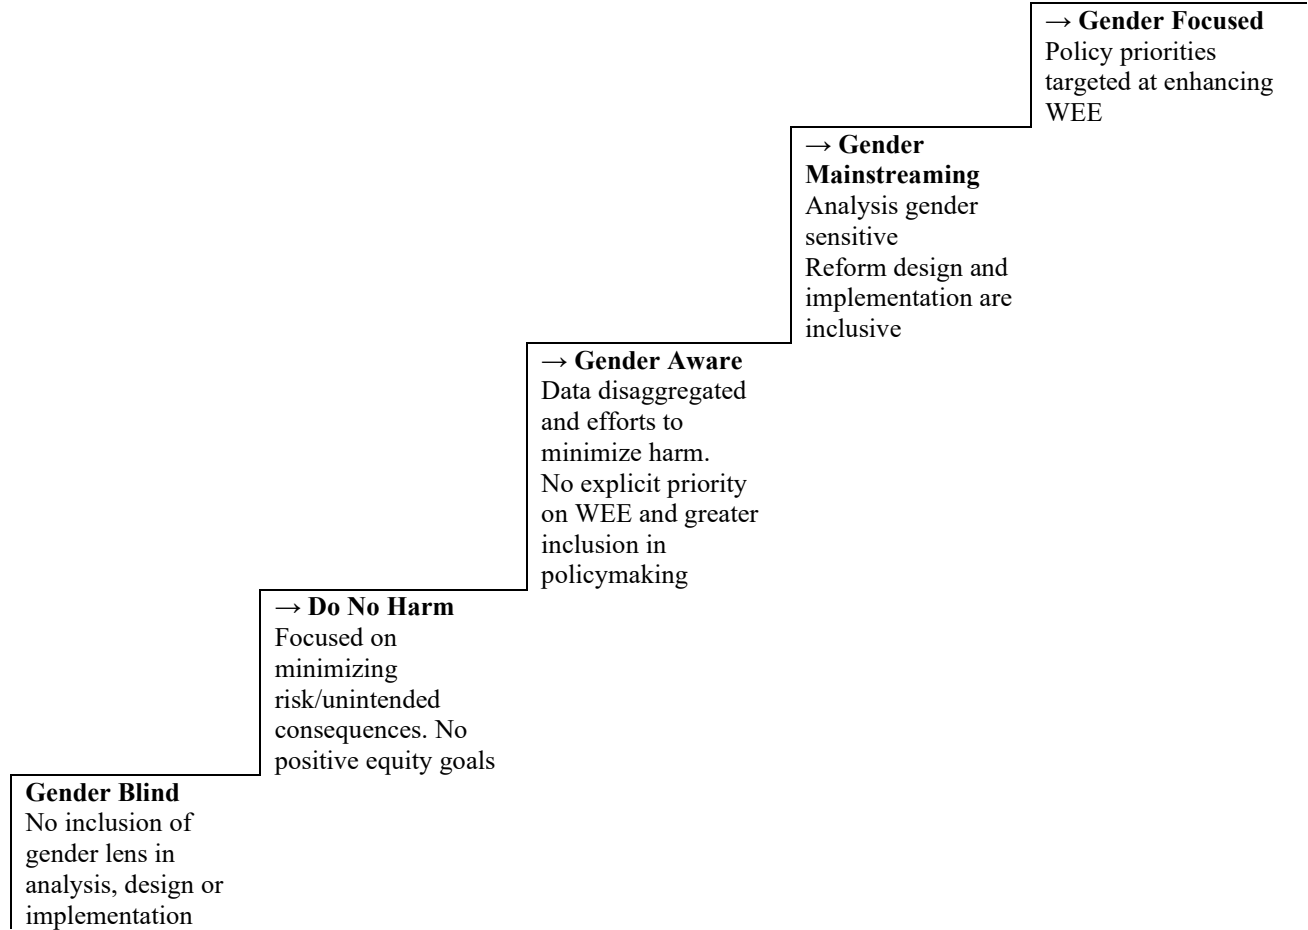 → Gender Focused
Policy priorities
targeted at enhancing
WEE
→ Gender
Mainstreaming
Analysis gender
sensitive
Reform design and
implementation are
inclusive
→ Gender Aware
Data disaggregated
and efforts to
minimize harm.
No explicit priority
on WEE and greater
inclusion in
policymaking
→ Do No Harm
Focused on
minimizing
risk/unintended
consequences. No
positive equity goals
Gender Blind
No inclusion of
gender lens in
analysis, design or
implementation